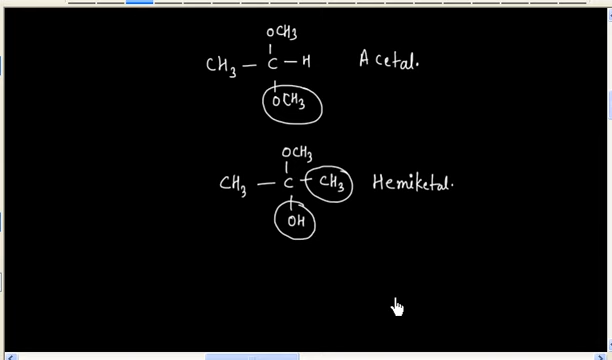 OCH₃
CH₃ — C — H Acetal.
OCH₃
OCH₃
CH₃ — C — CH₃ Hemiketal.
OH